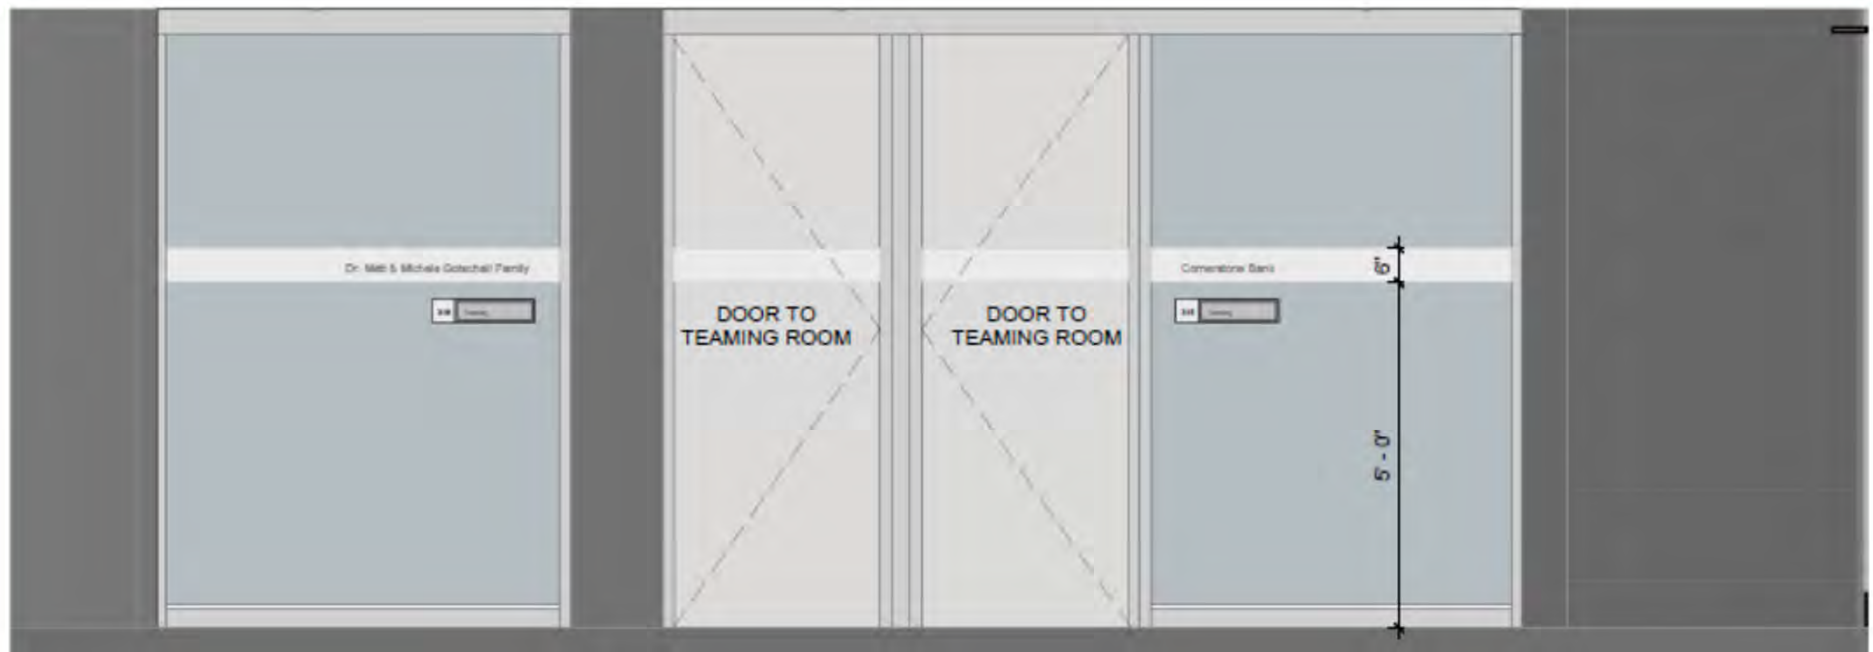 Dr. Matt & Michele Gotschall Family
Cornerstone Bank
6"
DOOR TO
TEAMING ROOM
DOOR TO
TEAMING ROOM
5' - 0"